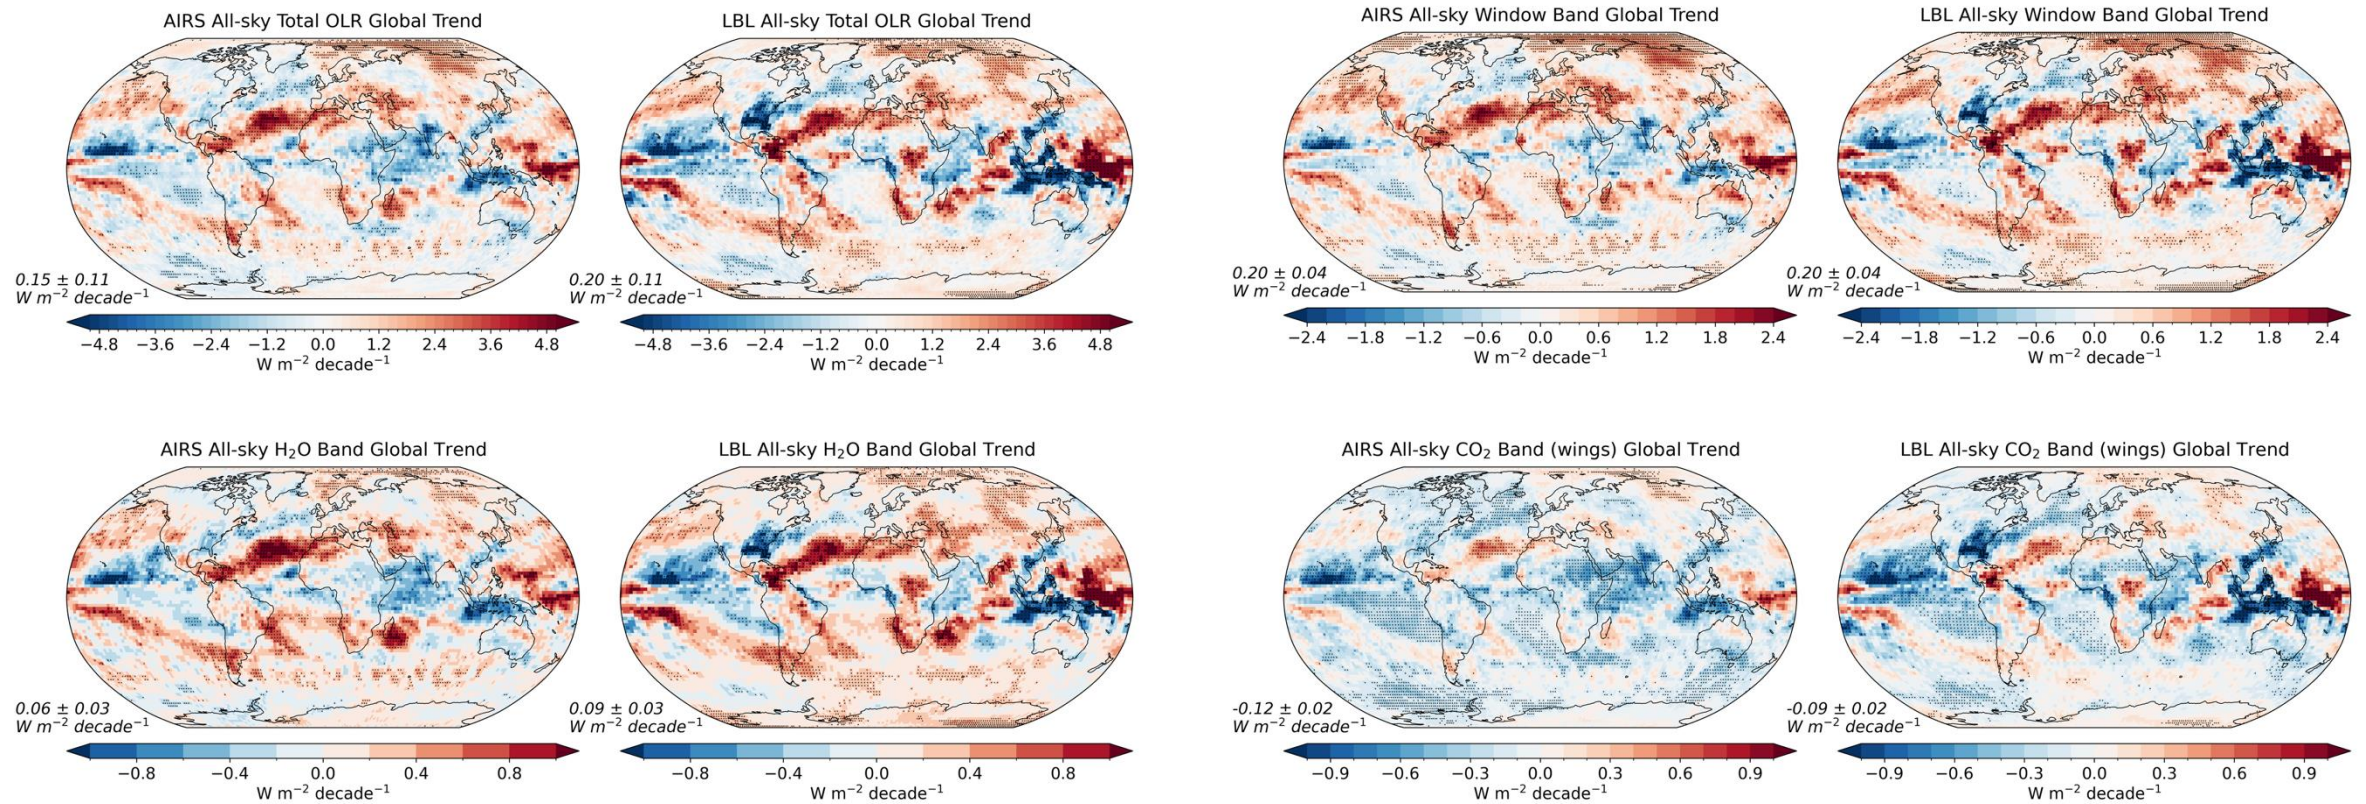 AIRS All-sky Total OLR Global Trend
0.15 ± 0.11
W m⁻² decade⁻¹
−4.8 −3.6 −2.4 −1.2 0.0 1.2 2.4 3.6 4.8
W m⁻² decade⁻¹
LBL All-sky Total OLR Global Trend
0.20 ± 0.11
W m⁻² decade⁻¹
−4.8 −3.6 −2.4 −1.2 0.0 1.2 2.4 3.6 4.8
W m⁻² decade⁻¹
AIRS All-sky Window Band Global Trend
0.20 ± 0.04
W m⁻² decade⁻¹
−2.4 −1.8 −1.2 −0.6 0.0 0.6 1.2 1.8 2.4
W m⁻² decade⁻¹
LBL All-sky Window Band Global Trend
0.20 ± 0.04
W m⁻² decade⁻¹
−2.4 −1.8 −1.2 −0.6 0.0 0.6 1.2 1.8 2.4
W m⁻² decade⁻¹
AIRS All-sky H₂O Band Global Trend
0.06 ± 0.03
W m⁻² decade⁻¹
−0.8 −0.4 0.0 0.4 0.8
W m⁻² decade⁻¹
LBL All-sky H₂O Band Global Trend
0.09 ± 0.03
W m⁻² decade⁻¹
−0.8 −0.4 0.0 0.4 0.8
W m⁻² decade⁻¹
AIRS All-sky CO₂ Band (wings) Global Trend
-0.12 ± 0.02
W m⁻² decade⁻¹
−0.9 −0.6 −0.3 0.0 0.3 0.6 0.9
W m⁻² decade⁻¹
LBL All-sky CO₂ Band (wings) Global Trend
-0.09 ± 0.02
W m⁻² decade⁻¹
−0.9 −0.6 −0.3 0.0 0.3 0.6 0.9
W m⁻² decade⁻¹